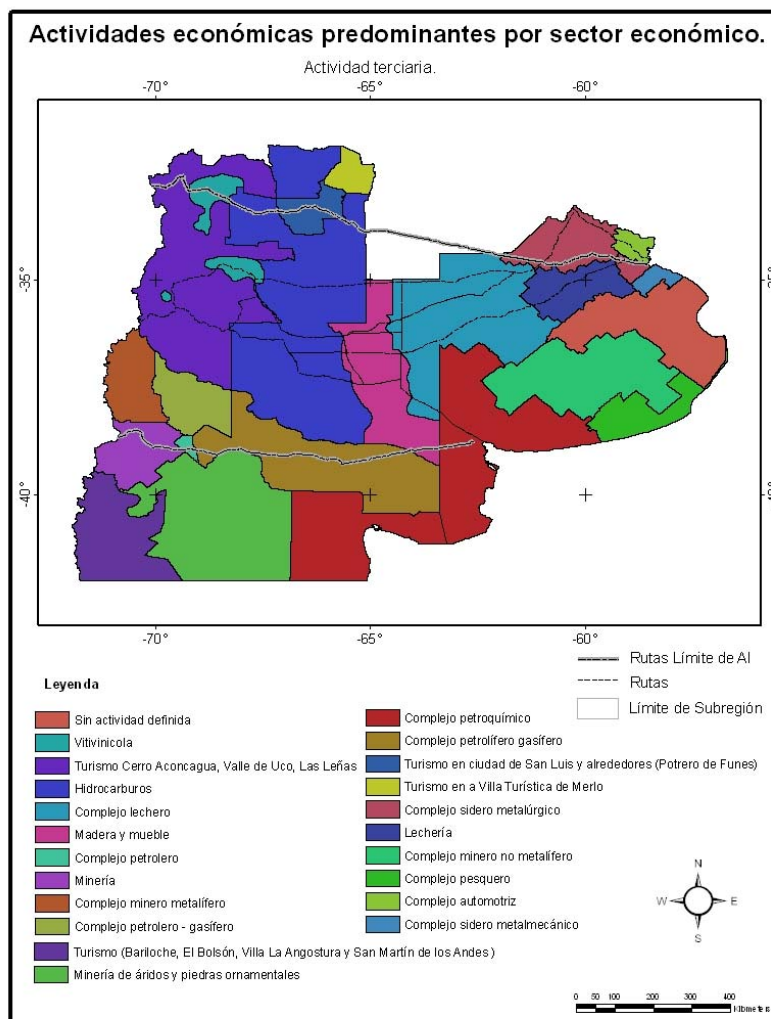 Actividades económicas predominantes por sector económico.
Actividad terciaria.
-70° -65° -60°
-35°
-40°
-70° -65° -60°
Rutas Límite de AI
Rutas
Límite de Subregión
Leyenda
Sin actividad definida
Vitivinicola
Turismo Cerro Aconcagua, Valle de Uco, Las Leñas
Hidrocarburos
Complejo lechero
Madera y mueble
Complejo petrolero
Minería
Complejo minero metalífero
Complejo petrolero - gasífero
Turismo (Bariloche, El Bolsón, Villa La Angostura y San Martín de los Andes)
Minería de áridos y piedras ornamentales
Complejo petroquímico
Complejo petrolífero gasífero
Turismo en ciudad de San Luis y alrededores (Potrero de Funes)
Turismo en a Villa Turística de Merlo
Complejo sidero metalúrgico
Lechería
Complejo minero no metalífero
Complejo pesquero
Complejo automotriz
Complejo sidero metalmecánico
N
W E
S
0 50 100 200 300 400